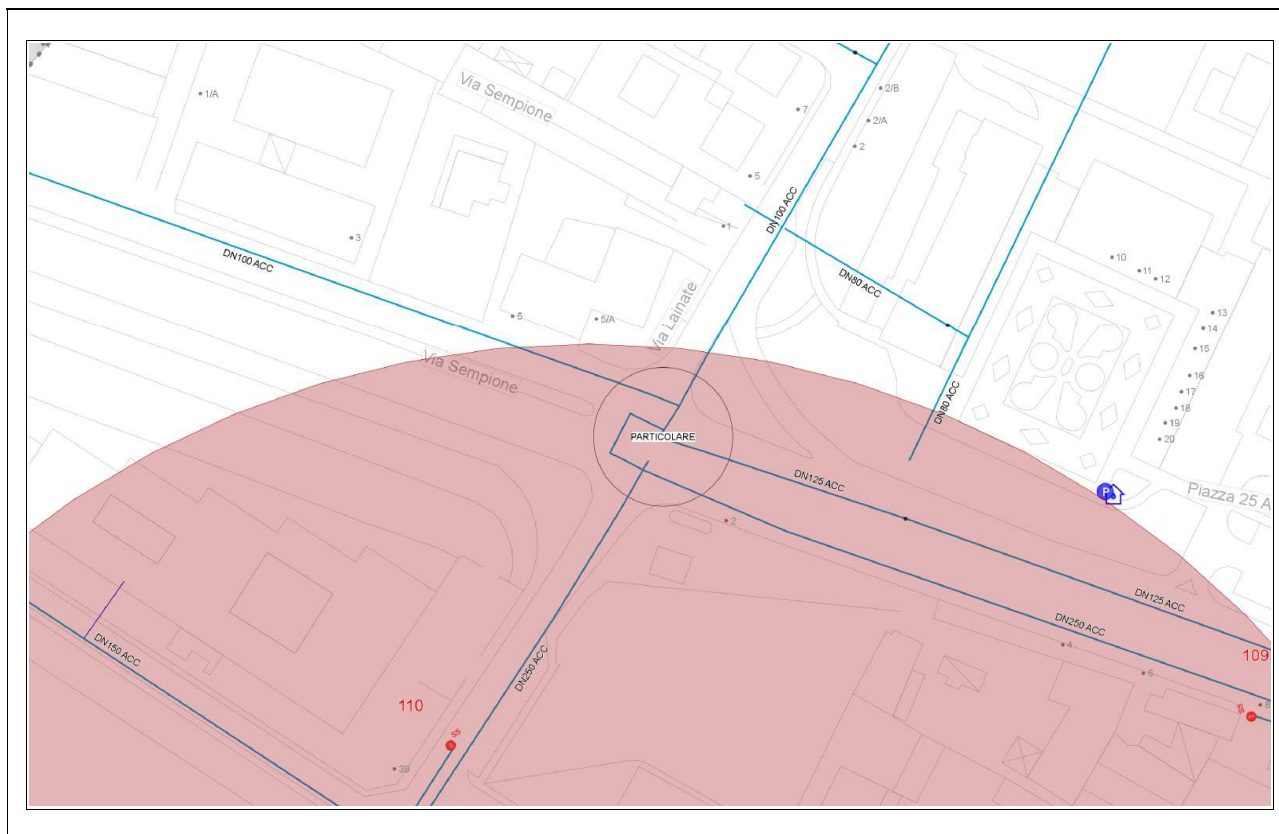 1/A
Via Sempione
7
2/B
2/A
2
5
DN100 ACC
1
3
DN100 ACC
10
11
12
DN80 ACC
13
14
15
5
5/A
Via Lainate
Via Sempione
16
17
18
19
20
DN80 ACC
PARTICOLARE
DN125 ACC
P
Piazza 25 A
2
DN125 ACC
DN250 ACC
DN150 ACC
4
109
6
DN250 ACC
110
8
39